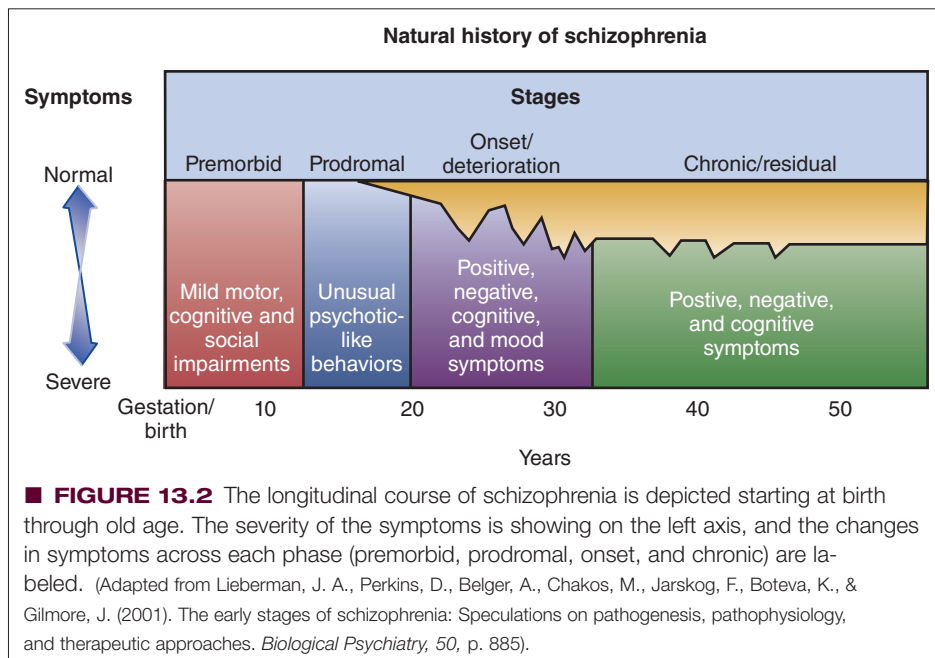 Natural history of schizophrenia
Symptoms
Stages
Premorbid
Prodromal
Onset/
deterioration
Chronic/residual
Normal
Severe
Mild motor,
cognitive and
social
impairments
Unusual
psychotic-
like
behaviors
Positive,
negative,
cognitive,
and mood
symptoms
Postive, negative,
and cognitive
symptoms
Gestation/
birth
10
20
30
40
50
Years
■ FIGURE 13.2 The longitudinal course of schizophrenia is depicted starting at birth
through old age. The severity of the symptoms is showing on the left axis, and the changes
in symptoms across each phase (premorbid, prodromal, onset, and chronic) are la-
beled. (Adapted from Lieberman, J. A., Perkins, D., Belger, A., Chakos, M., Jarskog, F., Boteva, K., &
Gilmore, J. (2001). The early stages of schizophrenia: Speculations on pathogenesis, pathophysiology,
and therapeutic approaches. Biological Psychiatry, 50, p. 885).